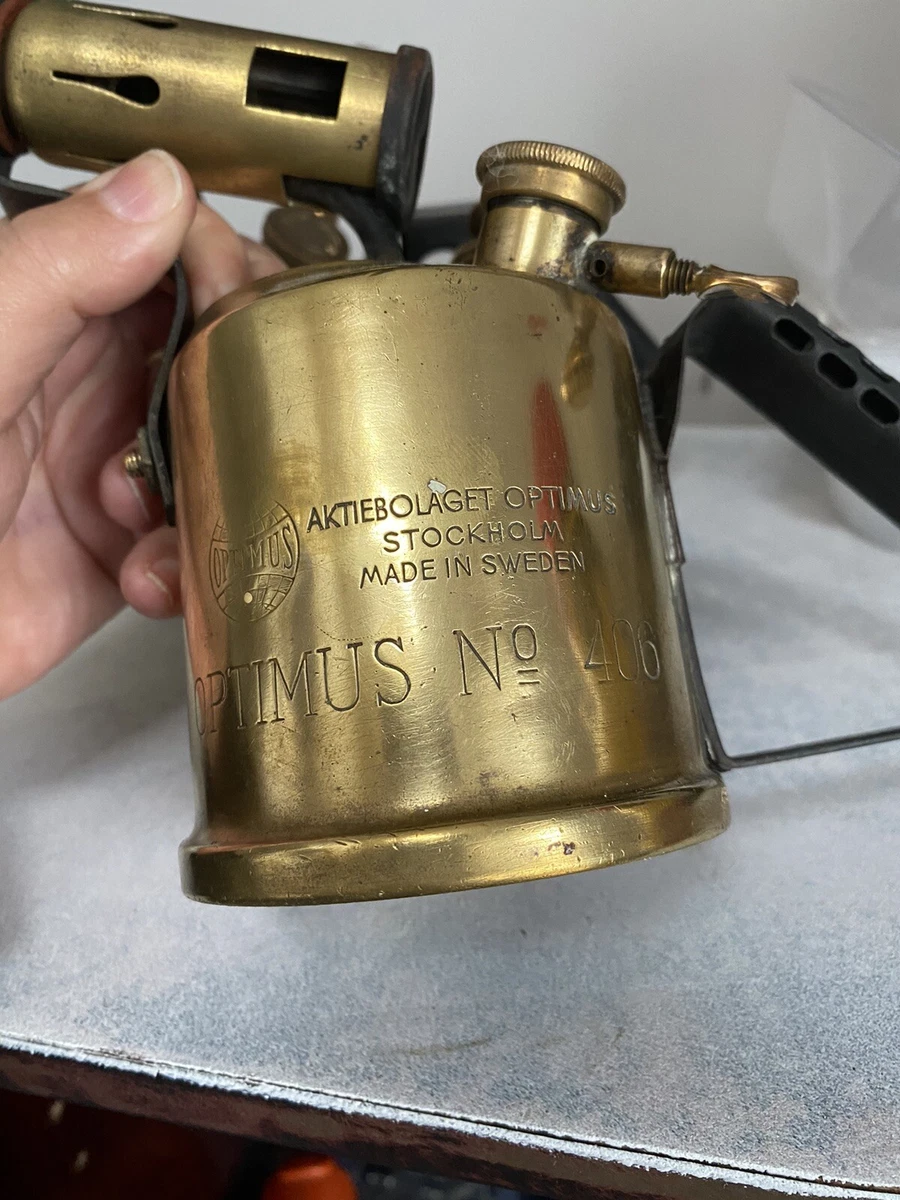 OPTIMUS
AKTIEBOLAGET OPTIMUS
STOCKHOLM
MADE IN SWEDEN
OPTIMUS Nº 406